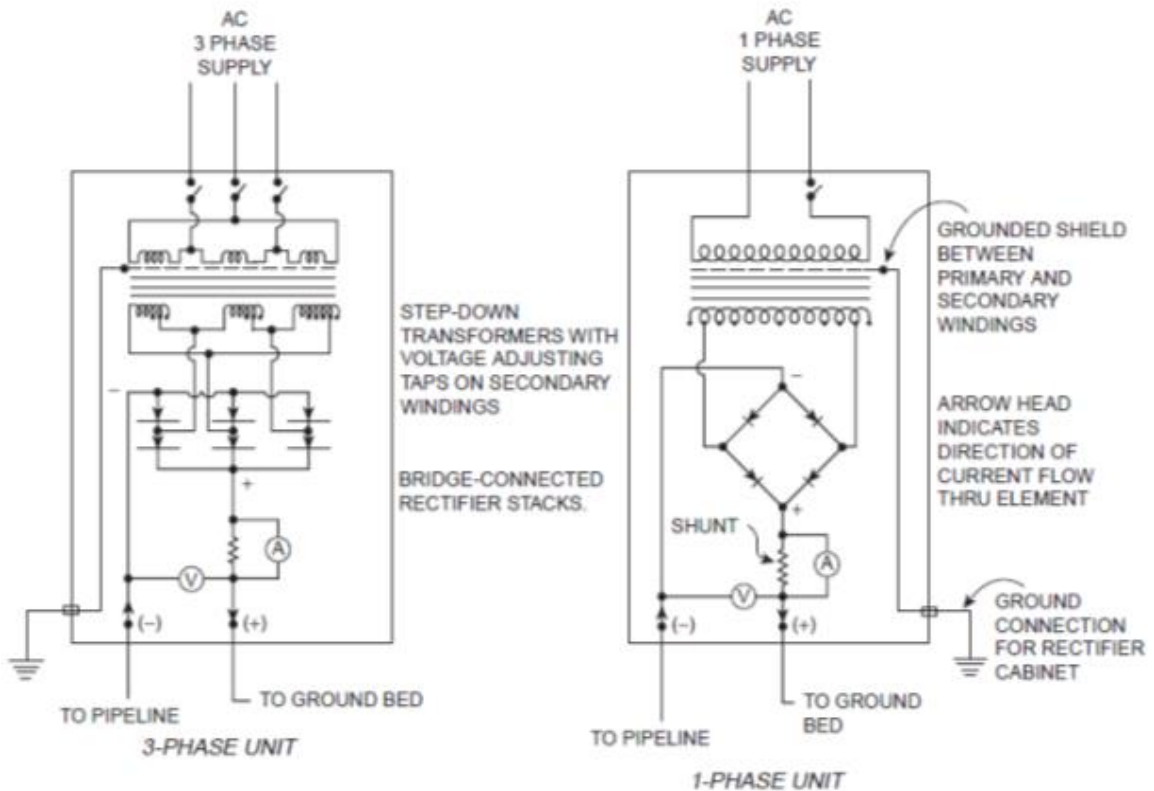 AC
3 PHASE
SUPPLY
AC
1 PHASE
SUPPLY
GROUNDED SHIELD
BETWEEN
PRIMARY AND
SECONDARY
WINDINGS
STEP-DOWN
TRANSFORMERS WITH
VOLTAGE ADJUSTING
TAPS ON SECONDARY
WINDINGS
–
–
ARROW HEAD
INDICATES
DIRECTION OF
CURRENT FLOW
THRU ELEMENT
BRIDGE-CONNECTED
RECTIFIER STACKS.
+
+
SHUNT
A
A
V
V
(–)
(+)
(–)
(+)
GROUND
CONNECTION
FOR RECTIFIER
CABINET
TO PIPELINE
TO GROUND BED
3-PHASE UNIT
TO GROUND
BED
TO PIPELINE
1-PHASE UNIT